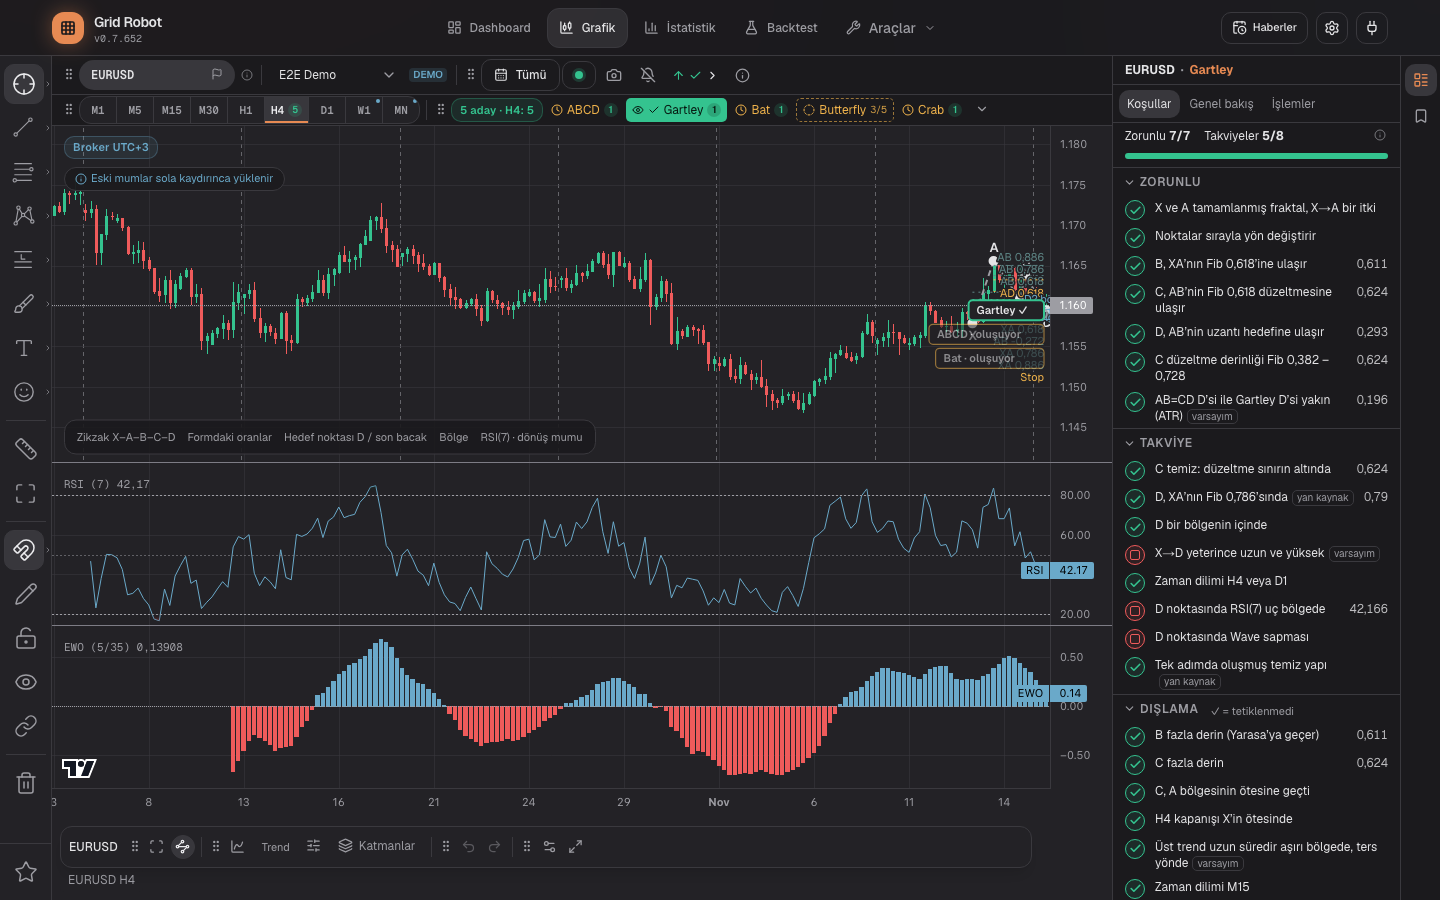 Grid Robot
v0.7.652
Dashboard
Grafik
İstatistik
Backtest
Araçlar
Haberler
EURUSD
E2E Demo
DEMO
Tümü
M1
M5
M15
M30
H1
H4 5
D1
W1
MN
5 aday · H4: 5
ABCD 1
Gartley 1
Bat 1
Butterfly 3/5
Crab 1
Broker UTC+3
Eski mumlar sola kaydırınca yüklenir
A
AB 0,886
AB 0,786
AB 0,618
AD 0,618
Gartley ✓
ABCD
oluşuyor
Bat · oluşuyor
Stop
1.180
1.175
1.170
1.165
1.160
1.155
1.150
1.145
Zikzak X–A–B–C–D
Formdaki oranlar
Hedef noktası D / son bacak
Bölge
RSI(7) · dönüş mumu
RSI (7) 42,17
80.00
60.00
RSI 42.17
20.00
EWO (5/35) 0,13908
0.50
EWO 0.14
0.00
−0.50
3
8
13
16
21
24
29
Nov
6
11
14
EURUSD
Trend
Katmanlar
EURUSD H4
EURUSD · Gartley
Koşullar
Genel bakış
İşlemler
Zorunlu 7/7
Takviyeler 5/8
ZORUNLU
X ve A tamamlanmış fraktal, X→A bir itki
Noktalar sırayla yön değiştirir
B, XA’nın Fib 0,618’ine ulaşır 0,611
C, AB’nin Fib 0,618 düzeltmesine 0,624
ulaşır
D, AB’nin uzantı hedefine ulaşır 0,293
C düzeltme derinliği Fib 0,382 – 0,624
0,728
AB=CD D’si ile Gartley D’si yakın 0,196
(ATR) varsayım
TAKVİYE
C temiz: düzeltme sınırın altında 0,624
D, XA’nın Fib 0,786’sında yan kaynak 0,79
D bir bölgenin içinde
X→D yeterince uzun ve yüksek varsayım
Zaman dilimi H4 veya D1
D noktasında RSI(7) uç bölgede 42,166
D noktasında Wave sapması
Tek adımda oluşmuş temiz yapı
yan kaynak
DIŞLAMA ✓ = tetiklenmedi
B fazla derin (Yarasa’ya geçer) 0,611
C fazla derin 0,624
C, A bölgesinin ötesine geçti
H4 kapanışı X’in ötesinde
Üst trend uzun süredir aşırı bölgede, ters
yönde varsayım
Zaman dilimi M15